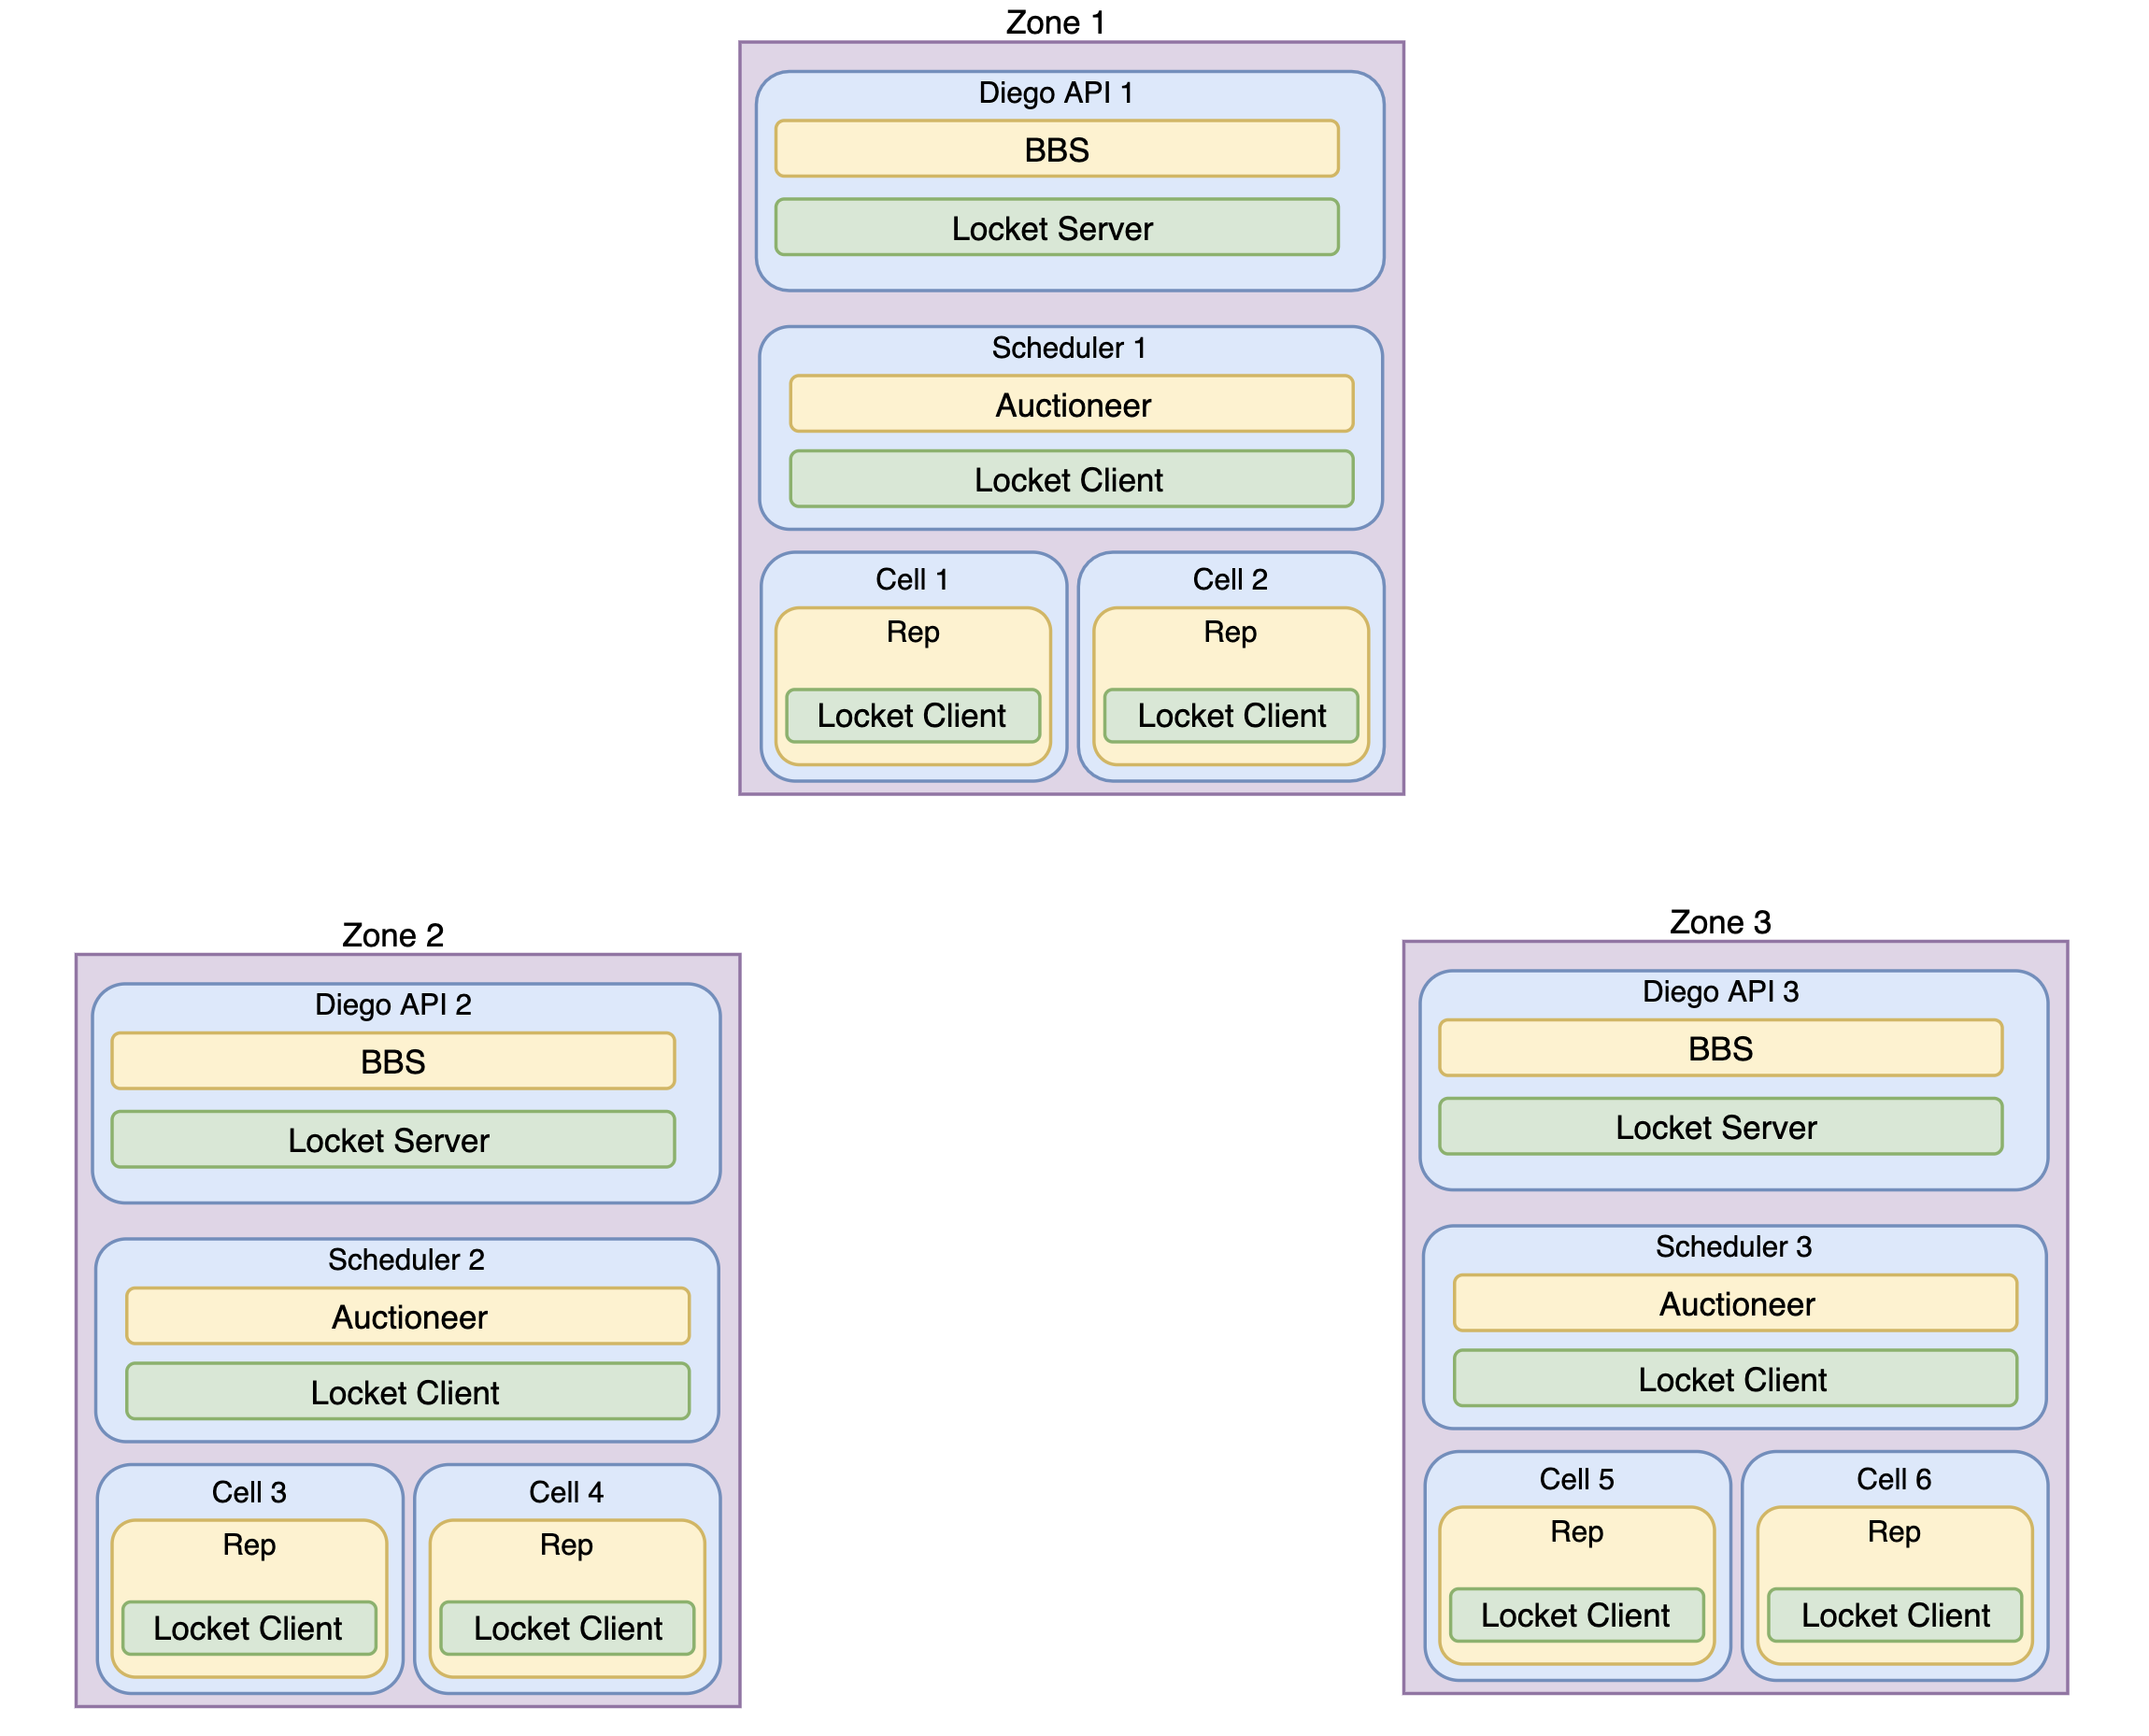 Zone 1
Diego API 1
BBS
Locket Server
Scheduler 1
Auctioneer
Locket Client
Cell 1
Rep
Locket Client
Cell 2
Rep
Locket Client
Zone 2
Diego API 2
BBS
Locket Server
Scheduler 2
Auctioneer
Locket Client
Cell 3
Rep
Locket Client
Cell 4
Rep
Locket Client
Zone 3
Diego API 3
BBS
Locket Server
Scheduler 3
Auctioneer
Locket Client
Cell 5
Rep
Locket Client
Cell 6
Rep
Locket Client